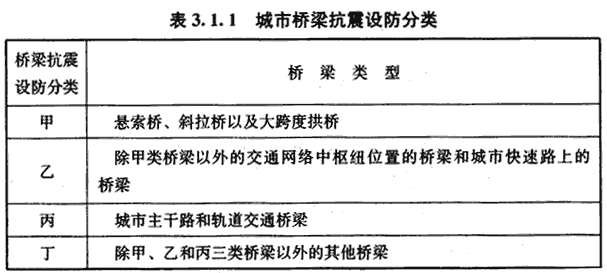 表 3.1.1 城市桥梁抗震设防分类
桥梁抗震
设防分类
桥 梁 类 型
甲
悬索桥、斜拉桥以及大跨度拱桥
乙
除甲类桥梁以外的交通网络中枢纽位置的桥梁和城市快速路上的
桥梁
丙
城市主干路和轨道交通桥梁
丁
除甲、乙和丙三类桥梁以外的其他桥梁